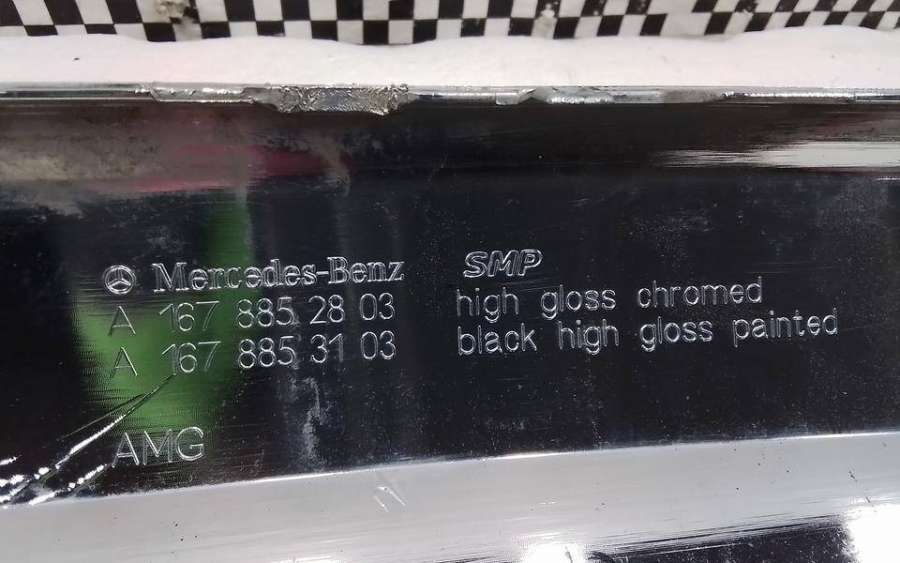 Mercedes-Benz SMP
A 167 885 28 03 high gloss chromed
A 167 885 31 03 black high gloss painted
AMG